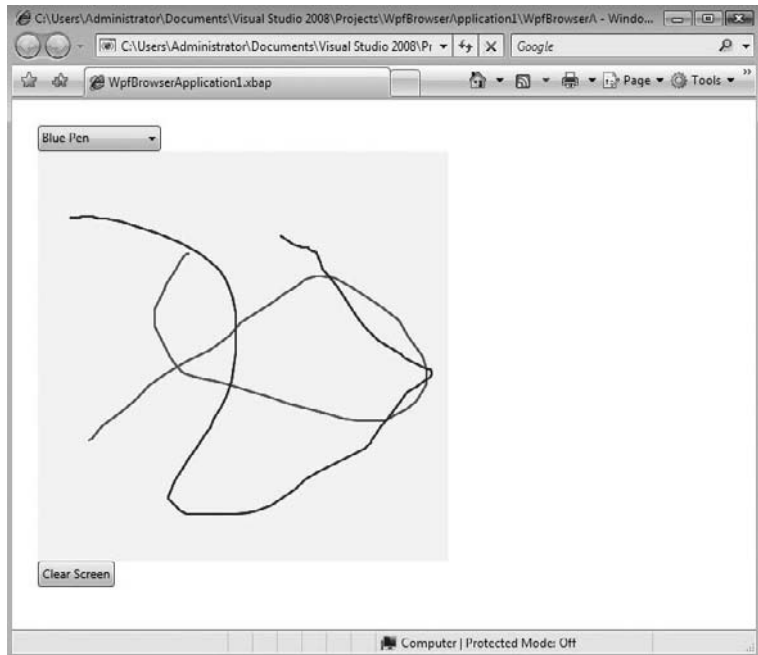 C:\Users\Administrator\Documents\Visual Studio 2008\Projects\WpfBrowserApplication1\WpfBrowserA - Windo...
C:\Users\Administrator\Documents\Visual Studio 2008\Pr
Google
WpfBrowserApplication1.xbap
Page
Tools
Blue Pen
Clear Screen
Computer | Protected Mode: Off